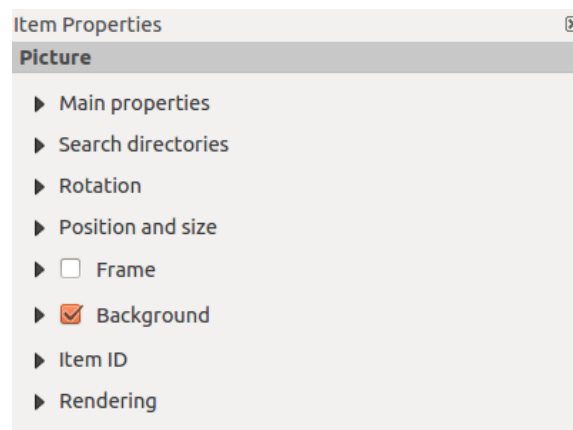 Item Properties
Picture
Main properties
Search directories
Rotation
Position and size
Frame
Background
Item ID
Rendering